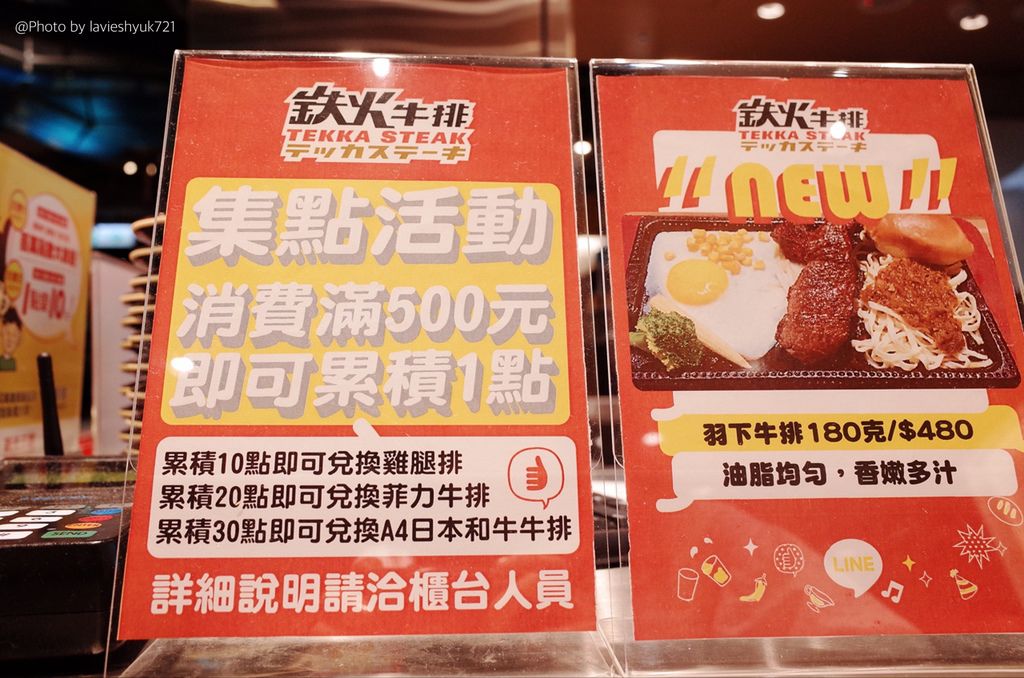 @Photo by lavieshyuk721
鉄火牛排
TEKKA STEAK
テッカステーキ
集點活動
消費滿500元
即可累積1點
累積10點即可兌換雞腿排
累積20點即可兌換菲力牛排
累積30點即可兌換A4日本和牛牛排
詳細說明請洽櫃台人員
鉄火牛排
TEKKA STEAK
テッカステーキ
"NEW"
羽下牛排180克/$480
油脂均勻，香嫩多汁
LINE
SEND